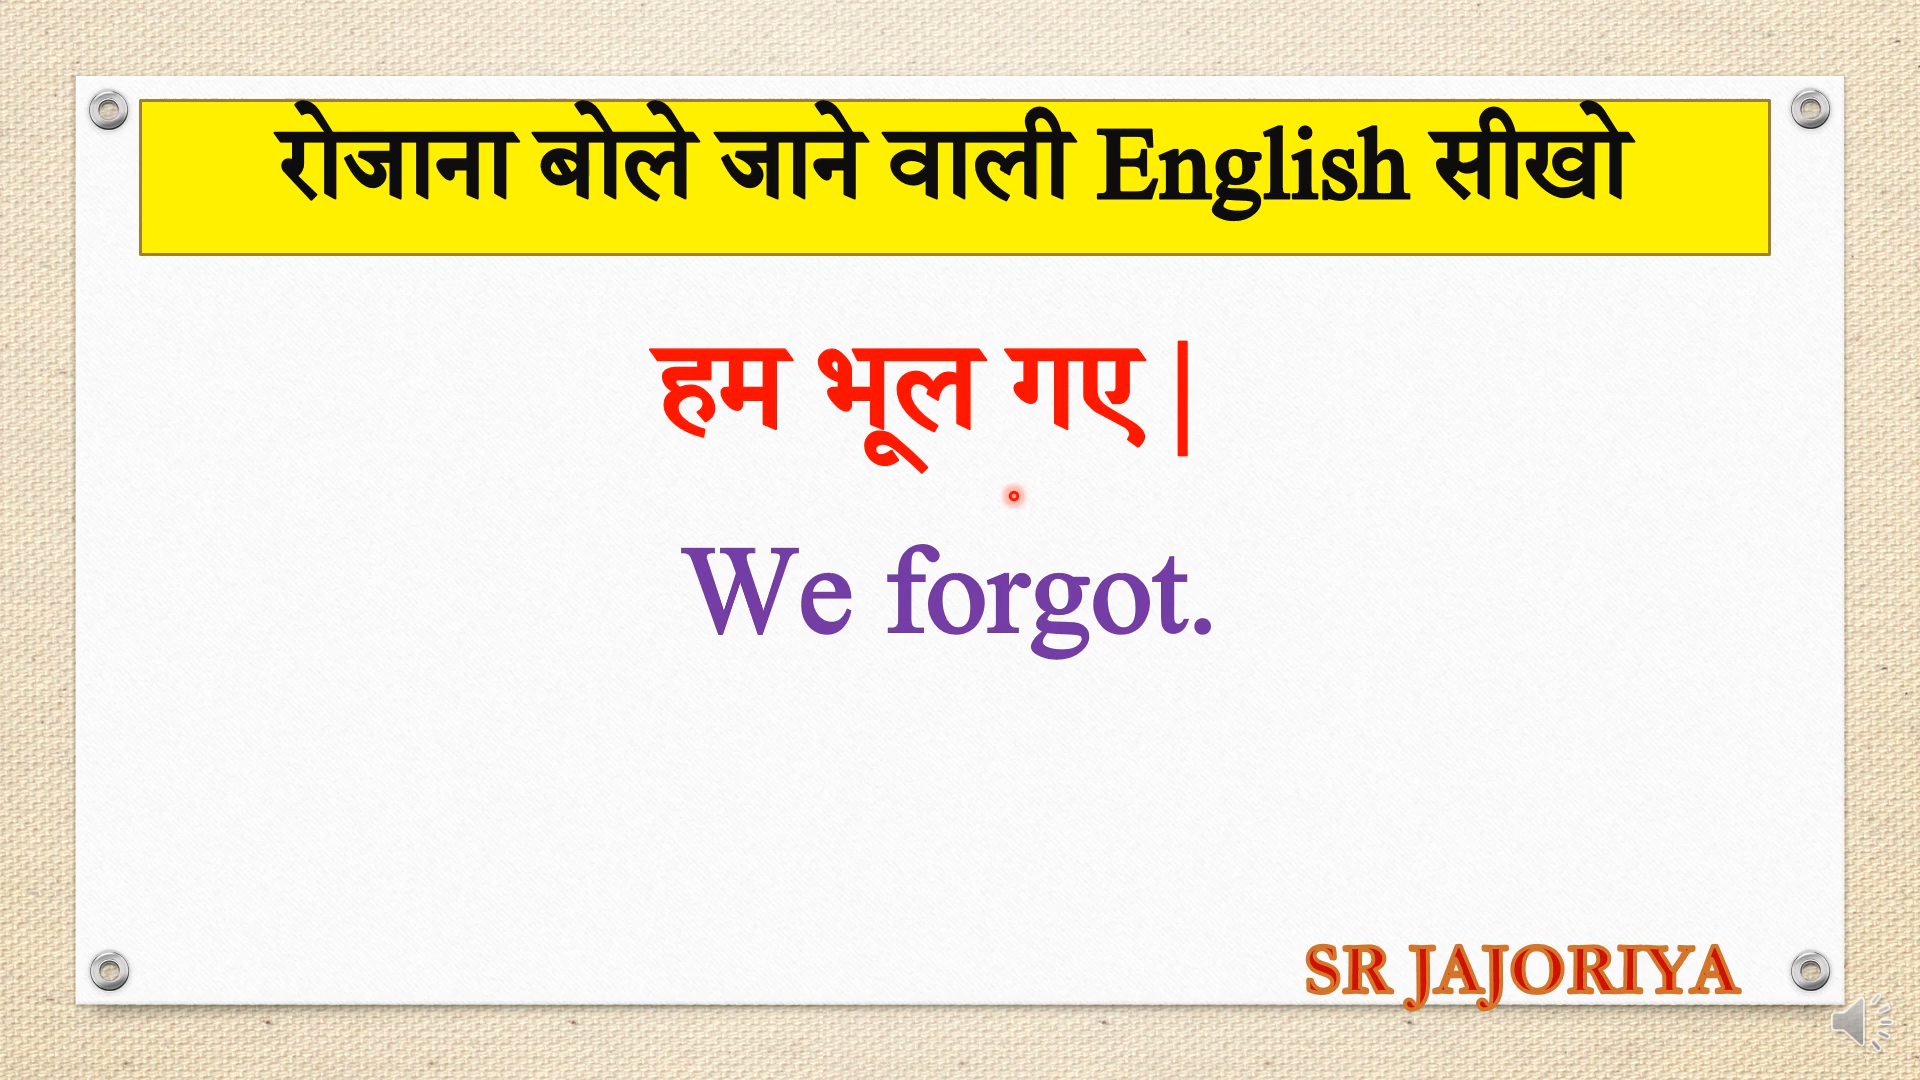 रोजाना बोले जाने वाली English सीखो
हम भूल गए |
We forgot.
SR JAJORIYA